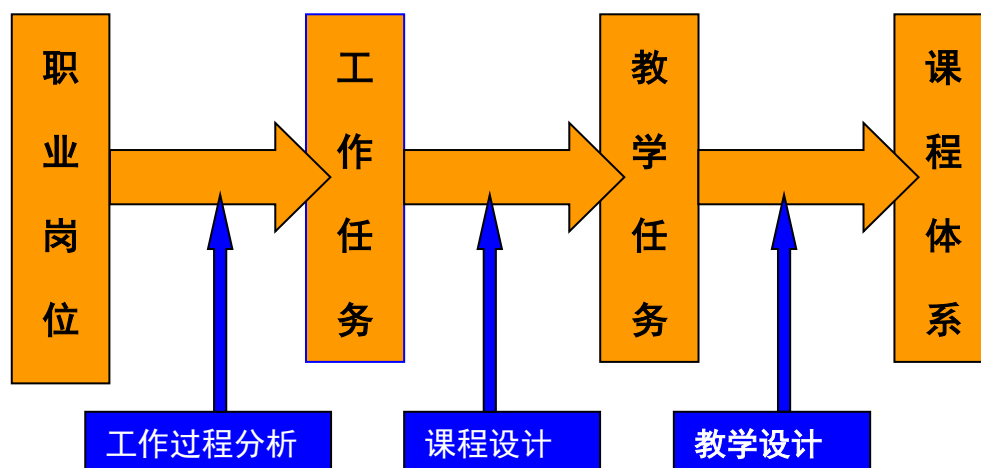 职业岗位
工作任务
教学任务
课程体系
工作过程分析
课程设计
教学设计